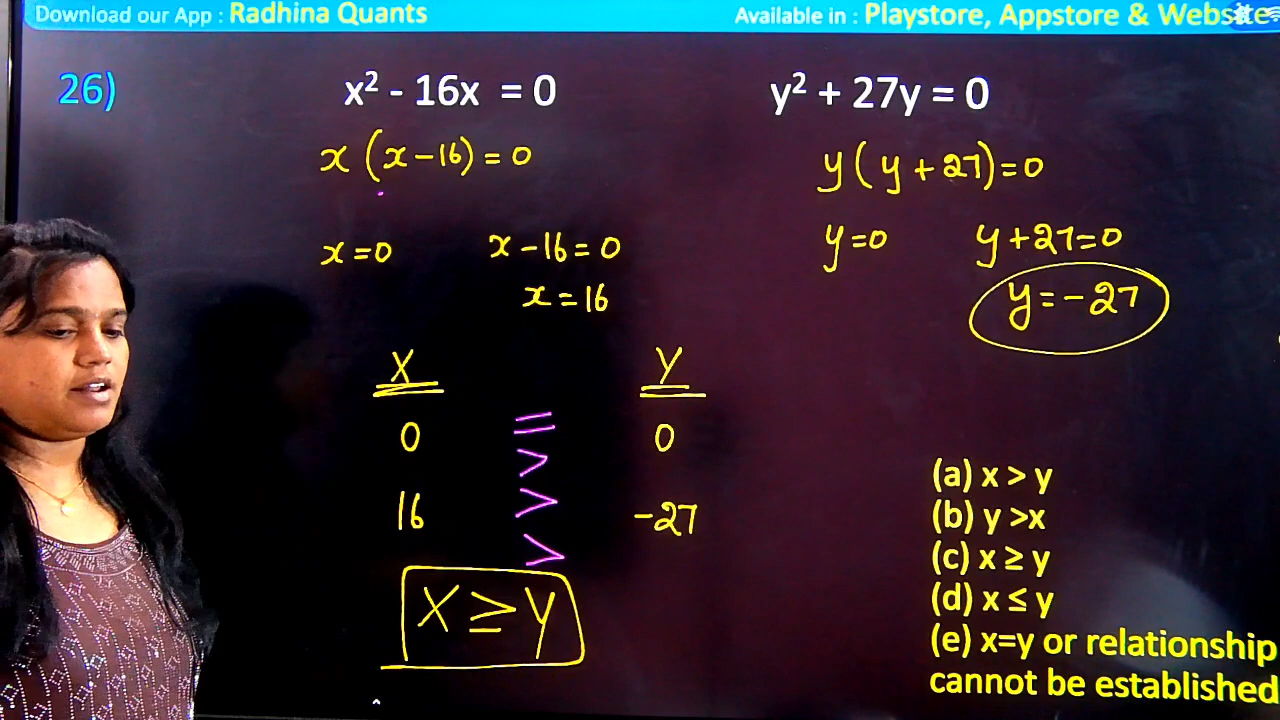 Download our App : Radhina Quants
Available in : Playstore, Appstore & Website
26)
x² - 16x = 0
y² + 27y = 0
x (x-16) = 0
y (y + 27) = 0
x = 0
x - 16 = 0
x = 16
y = 0
y + 27 = 0
y = -27
X
Y
0 = 0
>
16 > -27
>
X ≥ Y
(a) x > y
(b) y >x
(c) x ≥ y
(d) x ≤ y
(e) x=y or relationship
cannot be established